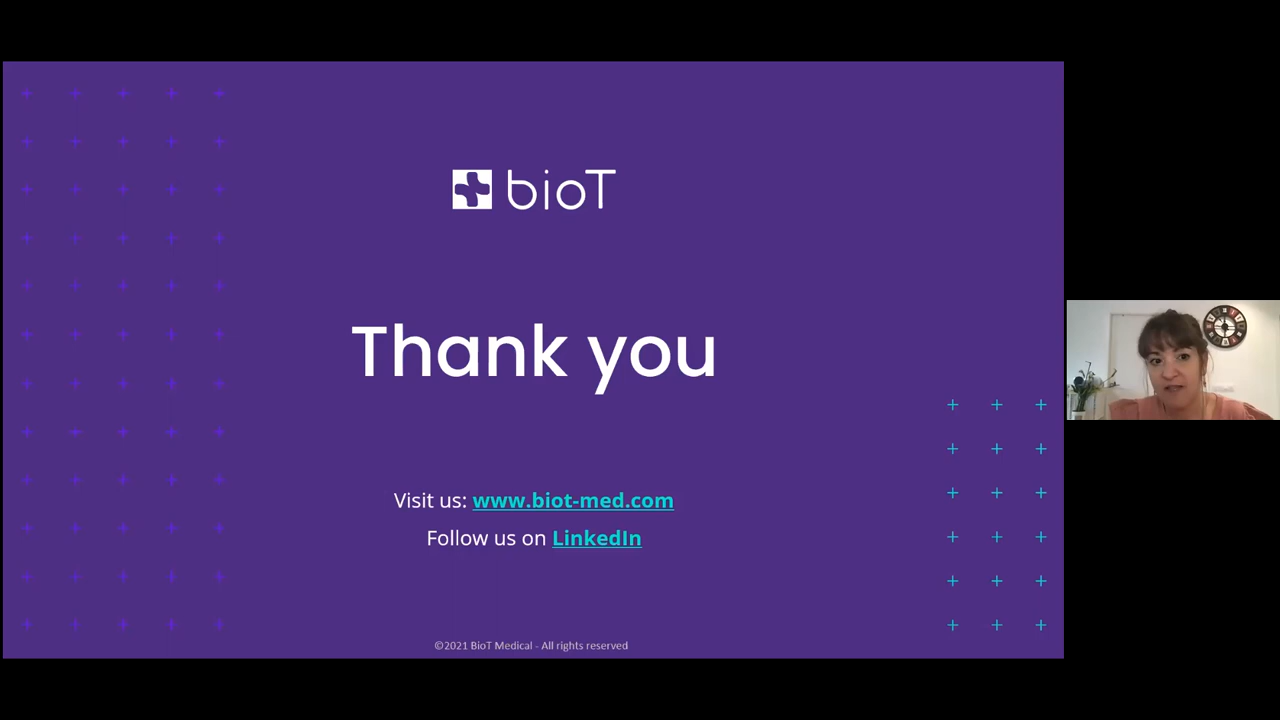 bioT
Thank you
Visit us: www.biot-med.com
Follow us on LinkedIn
©2021 BioT Medical - All rights reserved